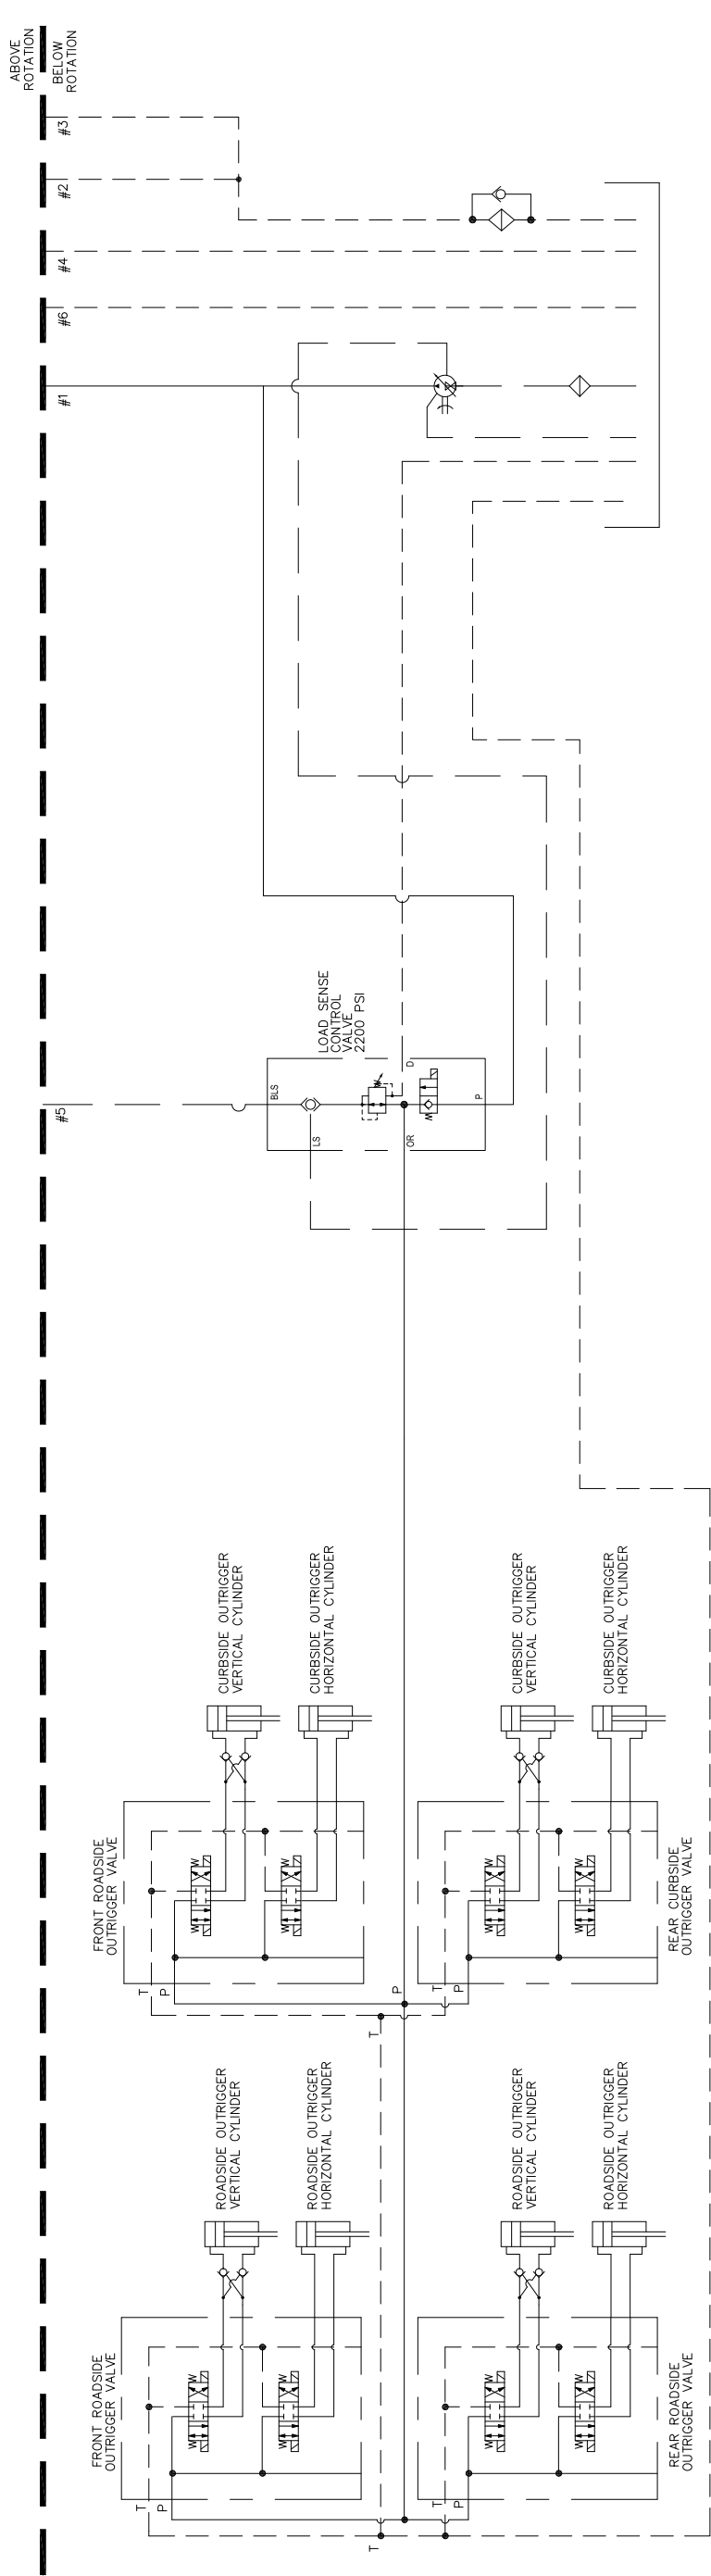 ABOVE
ROTATION
BELOW
ROTATION
#3
#2
#4
#6
#1
LOAD SENSE
CONTROL
VALVE
2200 PSI
#5
BLS
LS
D
OR
P
CURBSIDE OUTRIGGER
VERTICAL CYLINDER
CURBSIDE OUTRIGGER
HORIZONTAL CYLINDER
CURBSIDE OUTRIGGER
VERTICAL CYLINDER
CURBSIDE OUTRIGGER
HORIZONTAL CYLINDER
FRONT ROADSIDE
OUTRIGGER VALVE
REAR CURBSIDE
OUTRIGGER VALVE
T
P
P
T
T
P
ROADSIDE OUTRIGGER
VERTICAL CYLINDER
ROADSIDE OUTRIGGER
HORIZONTAL CYLINDER
ROADSIDE OUTRIGGER
VERTICAL CYLINDER
ROADSIDE OUTRIGGER
HORIZONTAL CYLINDER
FRONT ROADSIDE
OUTRIGGER VALVE
REAR ROADSIDE
OUTRIGGER VALVE
T
P
T
P
T